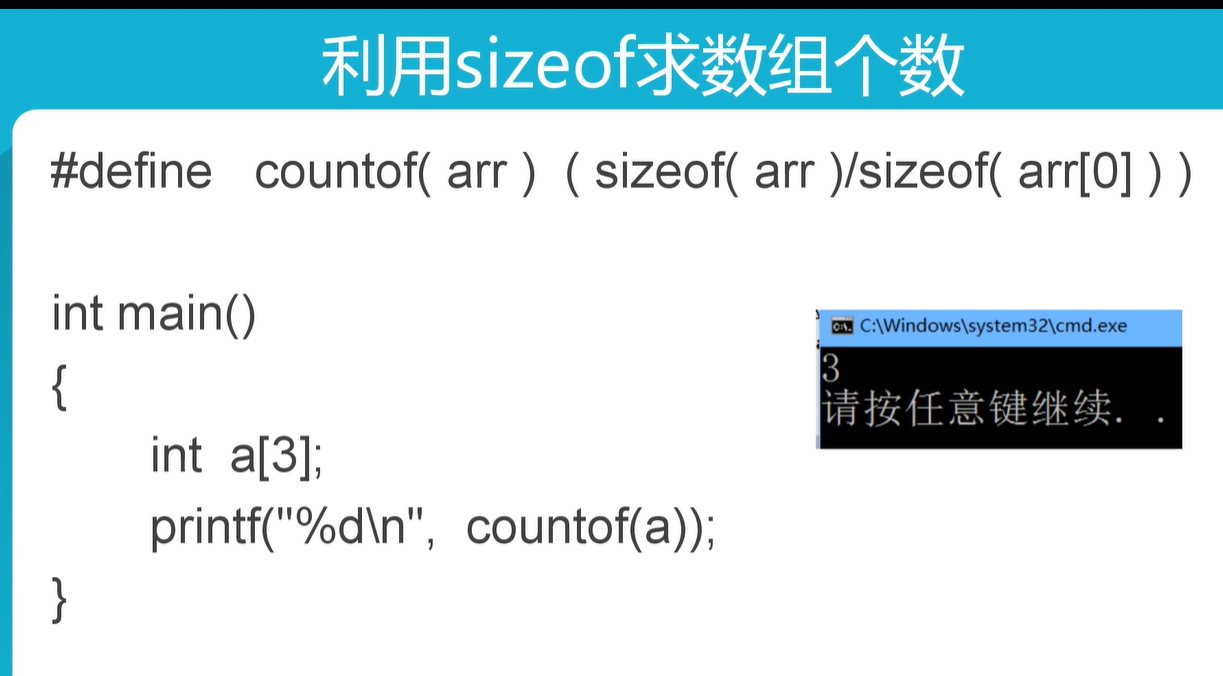 利用sizeof求数组个数
#define countof( arr ) ( sizeof( arr )/sizeof( arr[0] ) )
int main()
{
int a[3];
printf("%d\n", countof(a));
}
C:\Windows\system32\cmd.exe
3
请按任意键继续. .